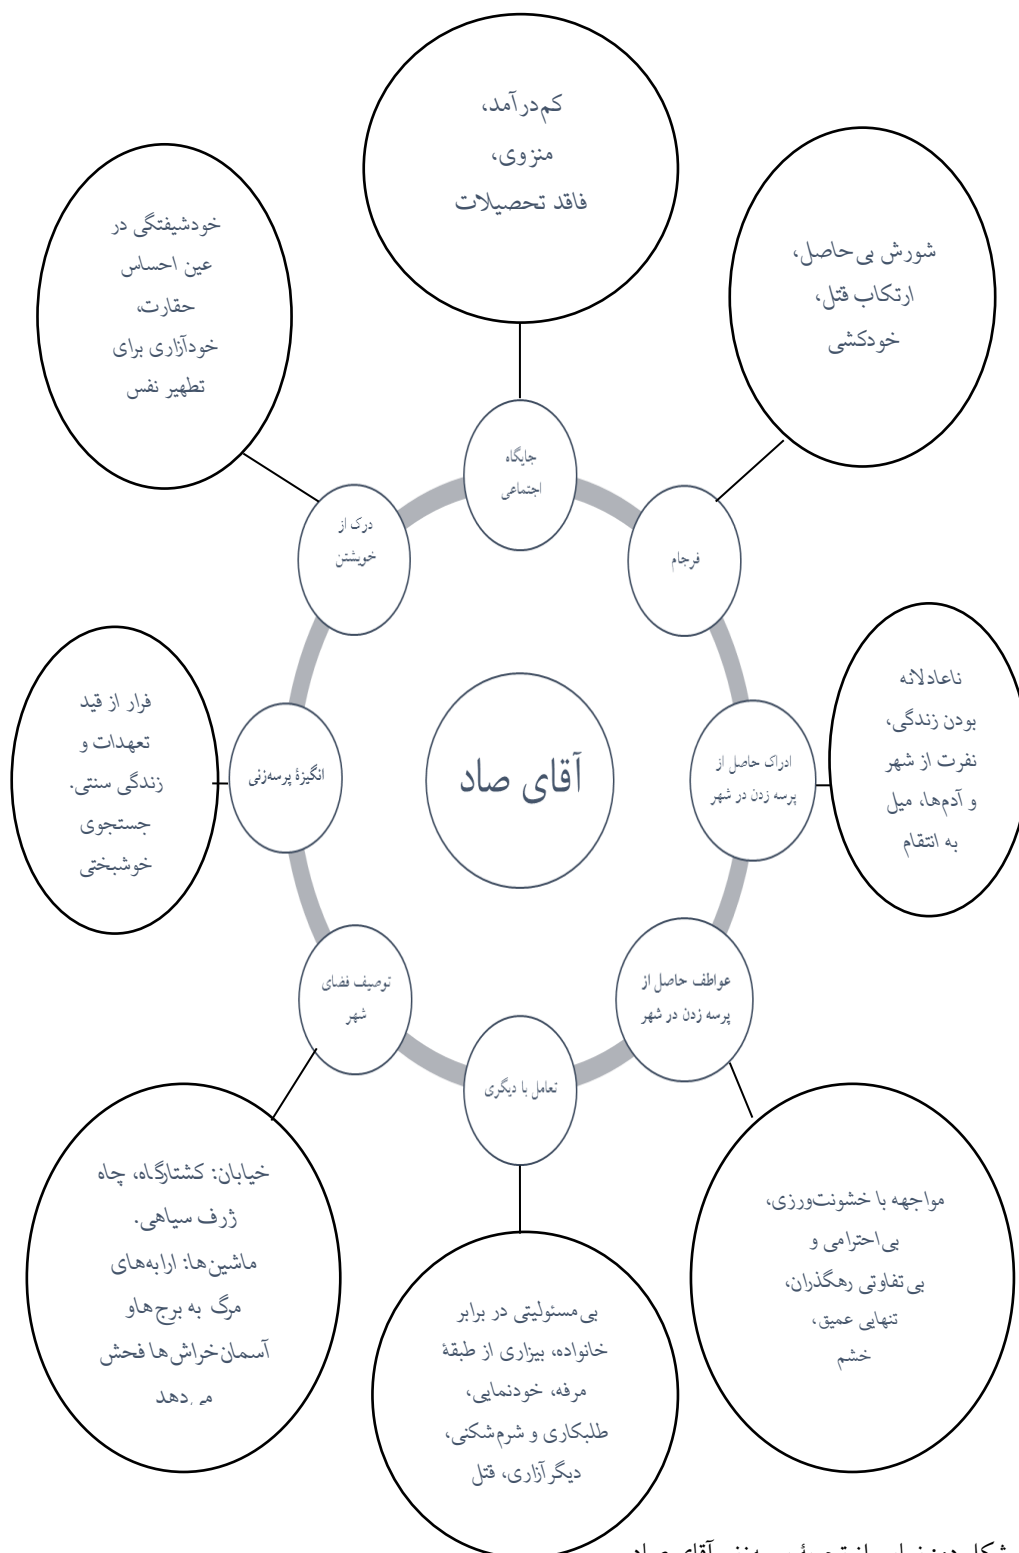 کم‌درآمد،
منزوی،
فاقد تحصیلات
شورش بی‌حاصل،
ارتکاب قتل،
خودکشی
خودشیفتگی در
عین احساس
حقارت،
خودآزاری برای
تطهیر نفس
جایگاه
اجتماعی
فرجام
درک از
خویشتن
ناعادلانه
بودن زندگی،
نفرت از شهر
و آدم‌ها، میل
به انتقام
ادراک حاصل از
پرسه زدن در شهر
آقای صاد
انگیزۀ پرسه‌زنی
فرار از قید
تعهدات و
زندگی سنتی.
جستجوی
خوشبختی
عواطف حاصل از
پرسه زدن در شهر
توصیف فضای
شهر
تعامل با دیگری
مواجهه با خشونت‌ورزی،
بی‌احترامی و
بی‌تفاوتی رهگذران،
تنهایی عمیق،
خشم
خیابان: کشتارگاه، چاه
ژرف سیاهی.
ماشین‌ها: ارابه‌های
مرگ به برج‌هاو
آسمان‌خراش‌ها فحش
می‌دهد
بی‌مسئولیتی در برابر
خانواده، بیزاری از طبقۀ
مرفه، خودنمایی،
طلبکاری و شرم‌شکنی،
دیگرآزاری، قتل
آقای صاد